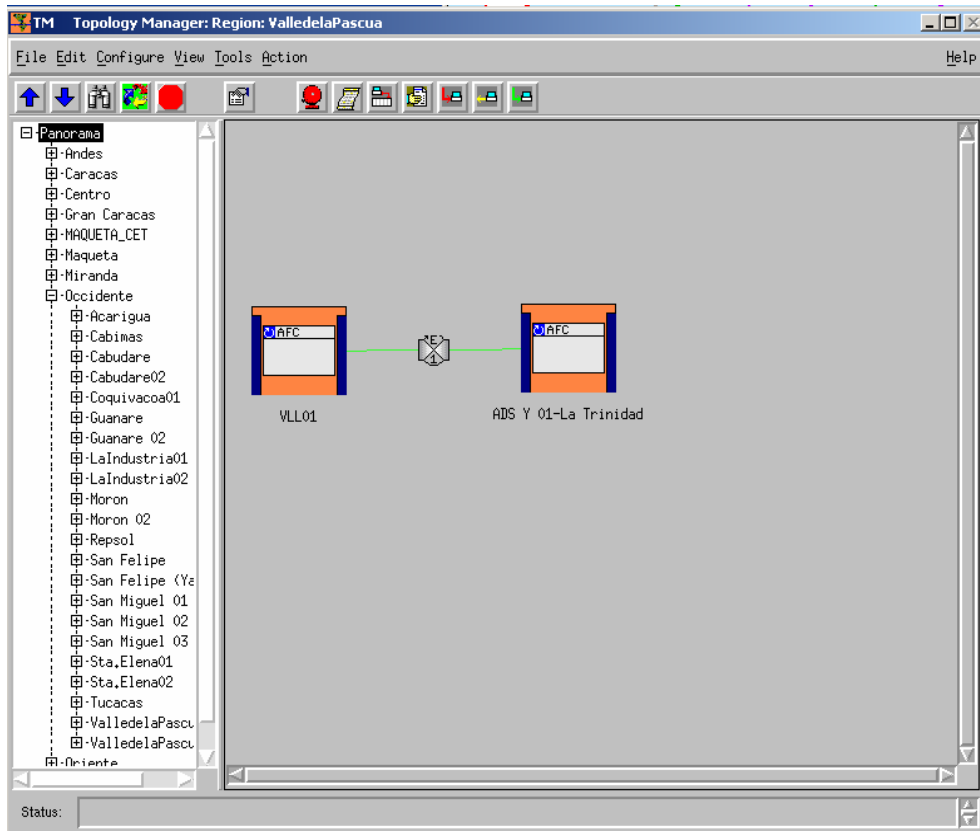 TM Topology Manager: Region: ValledelaPascua
File Edit Configure View Tools Action Help
Panorama
Andes
Caracas
Centro
Gran Caracas
MAQUETA_CET
Maqueta
Miranda
Occidente
Acarigua
Cabimas
Cabudare
Cabudare02
Coquivacoa01
Guanare
Guanare 02
LaIndustria01
LaIndustria02
Moron
Moron 02
Repsol
San Felipe
San Felipe (Ya
San Miguel 01
San Miguel 02
San Miguel 03
Sta.Elena01
Sta.Elena02
Tucacas
ValledelaPascu
ValledelaPascu
Oriente
AFC
VLL01
E
1
AFC
ADS Y 01-La Trinidad
Status: